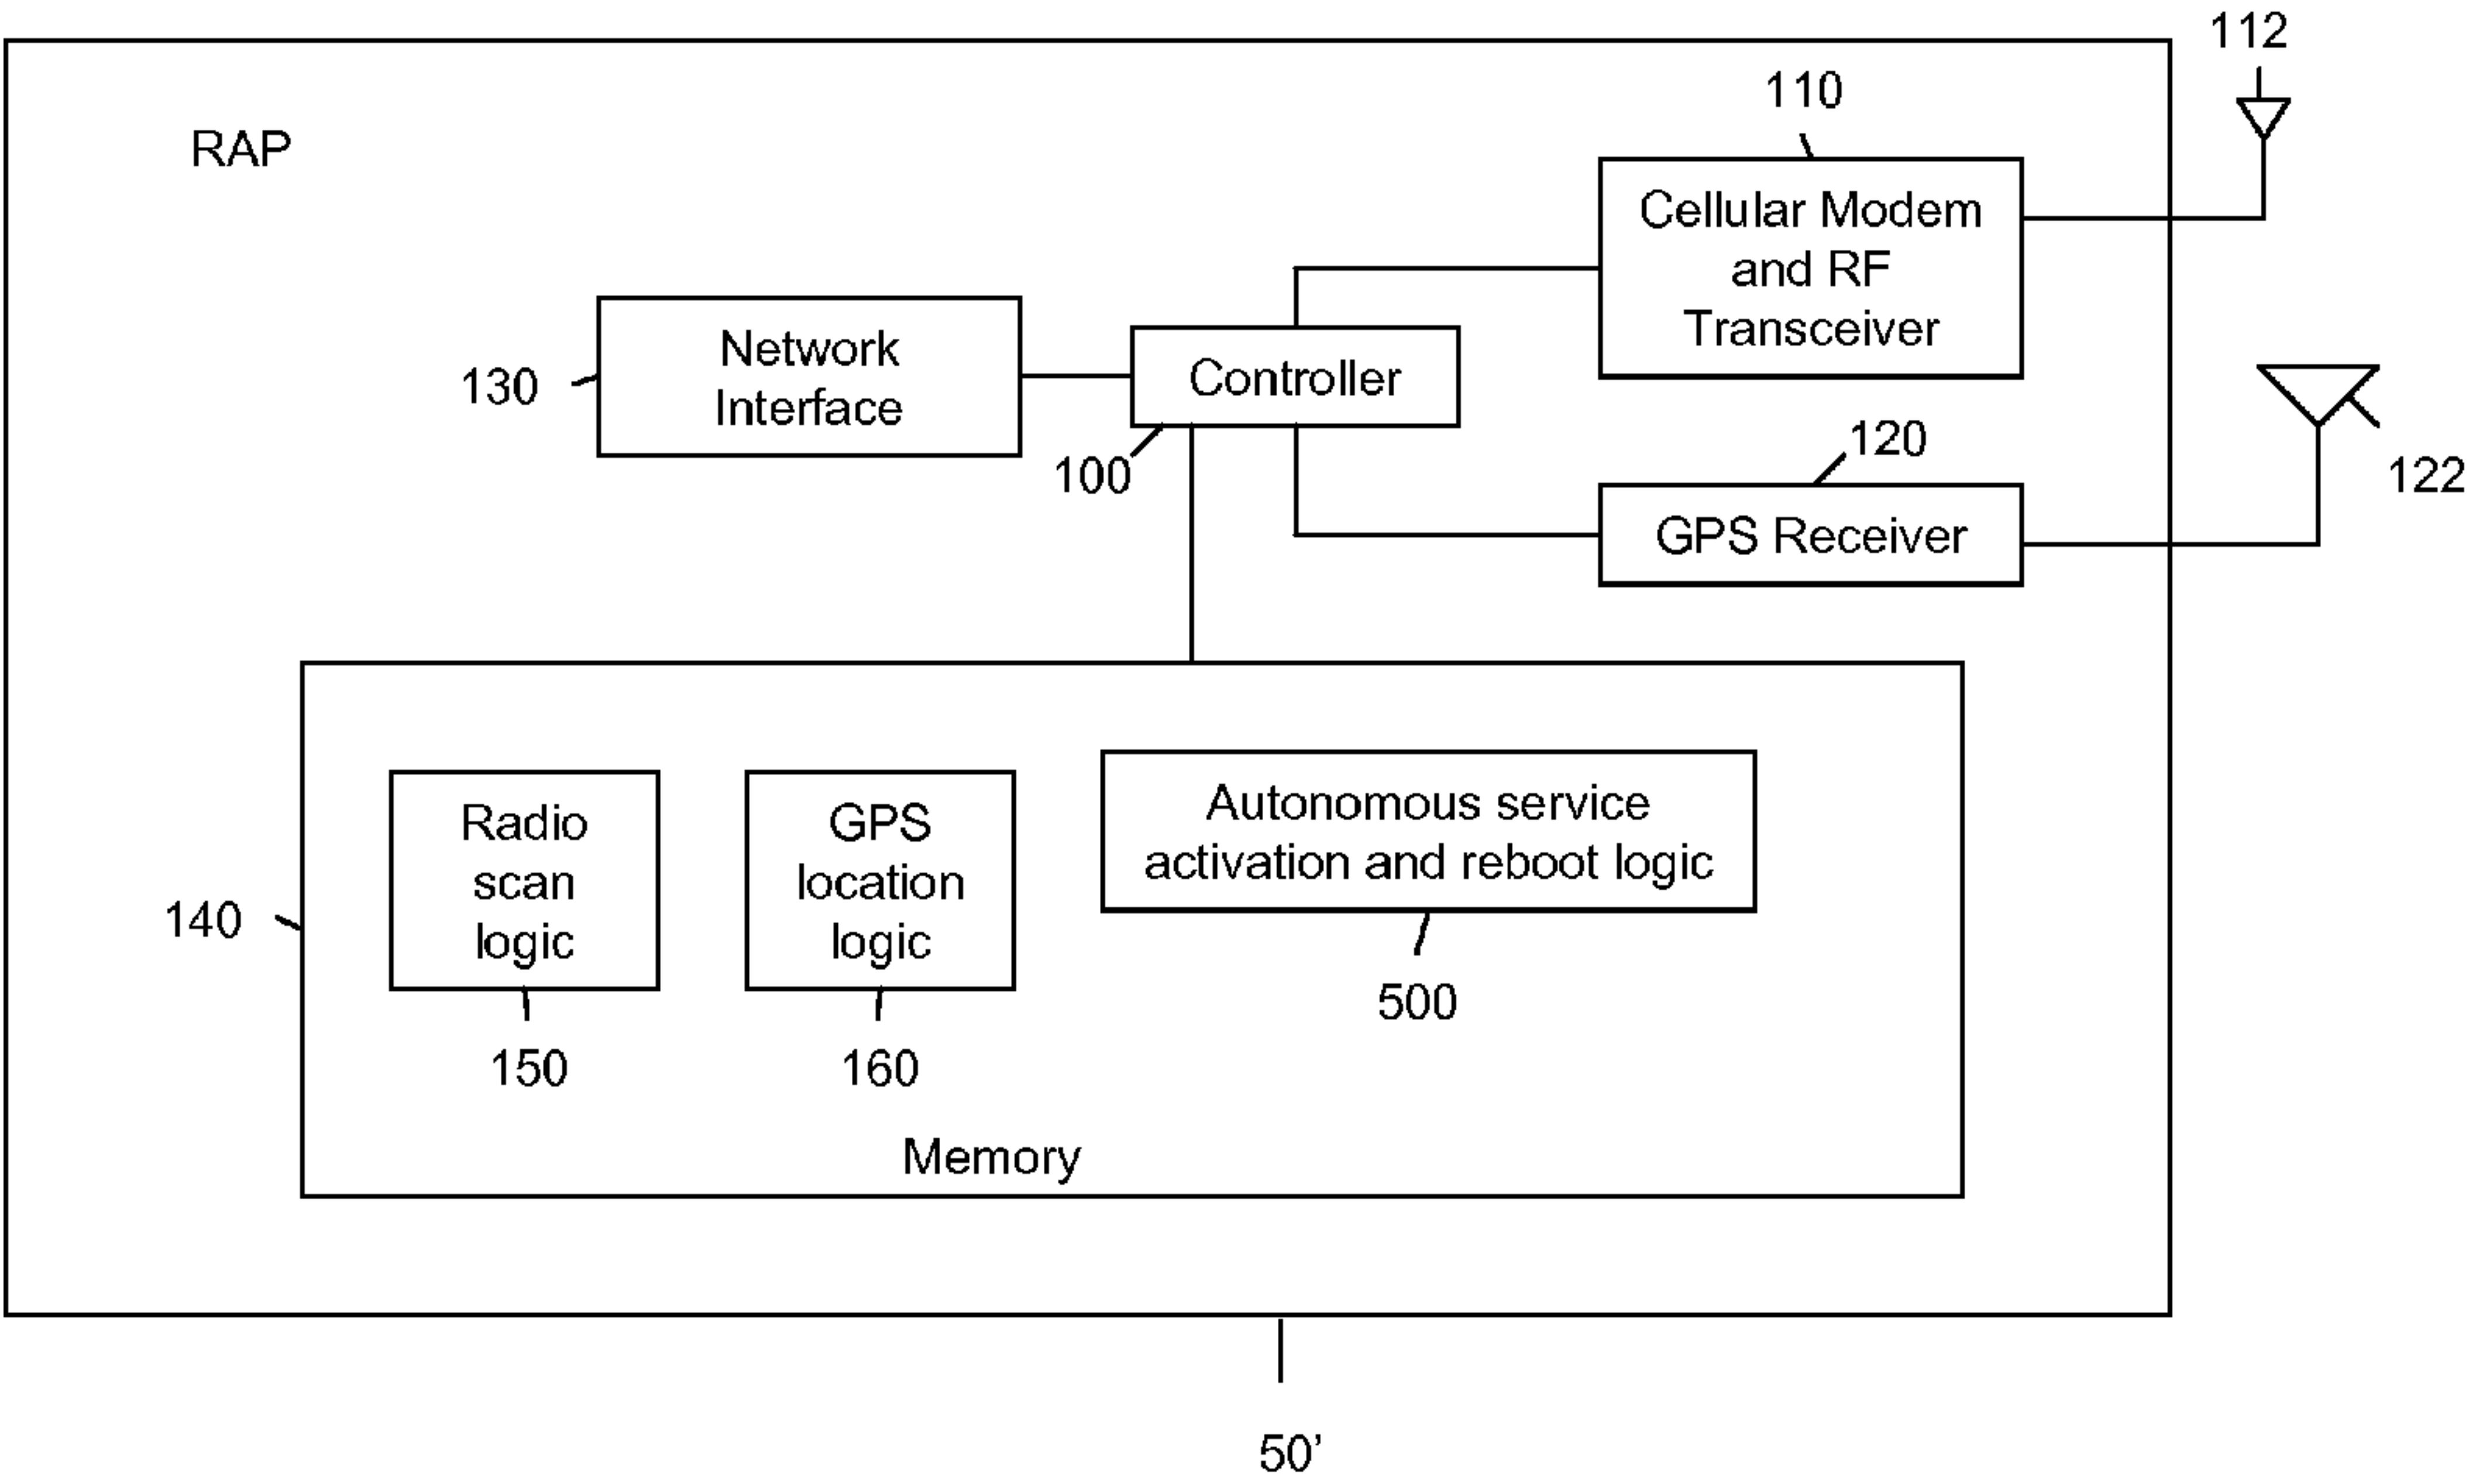 112
110
RAP
Cellular Modem
and RF
Transceiver
Network
Interface
130
Controller
100
120
122
GPS Receiver
Radio
scan
logic
GPS
location
logic
Autonomous service
activation and reboot logic
140
500
150
160
Memory
50’